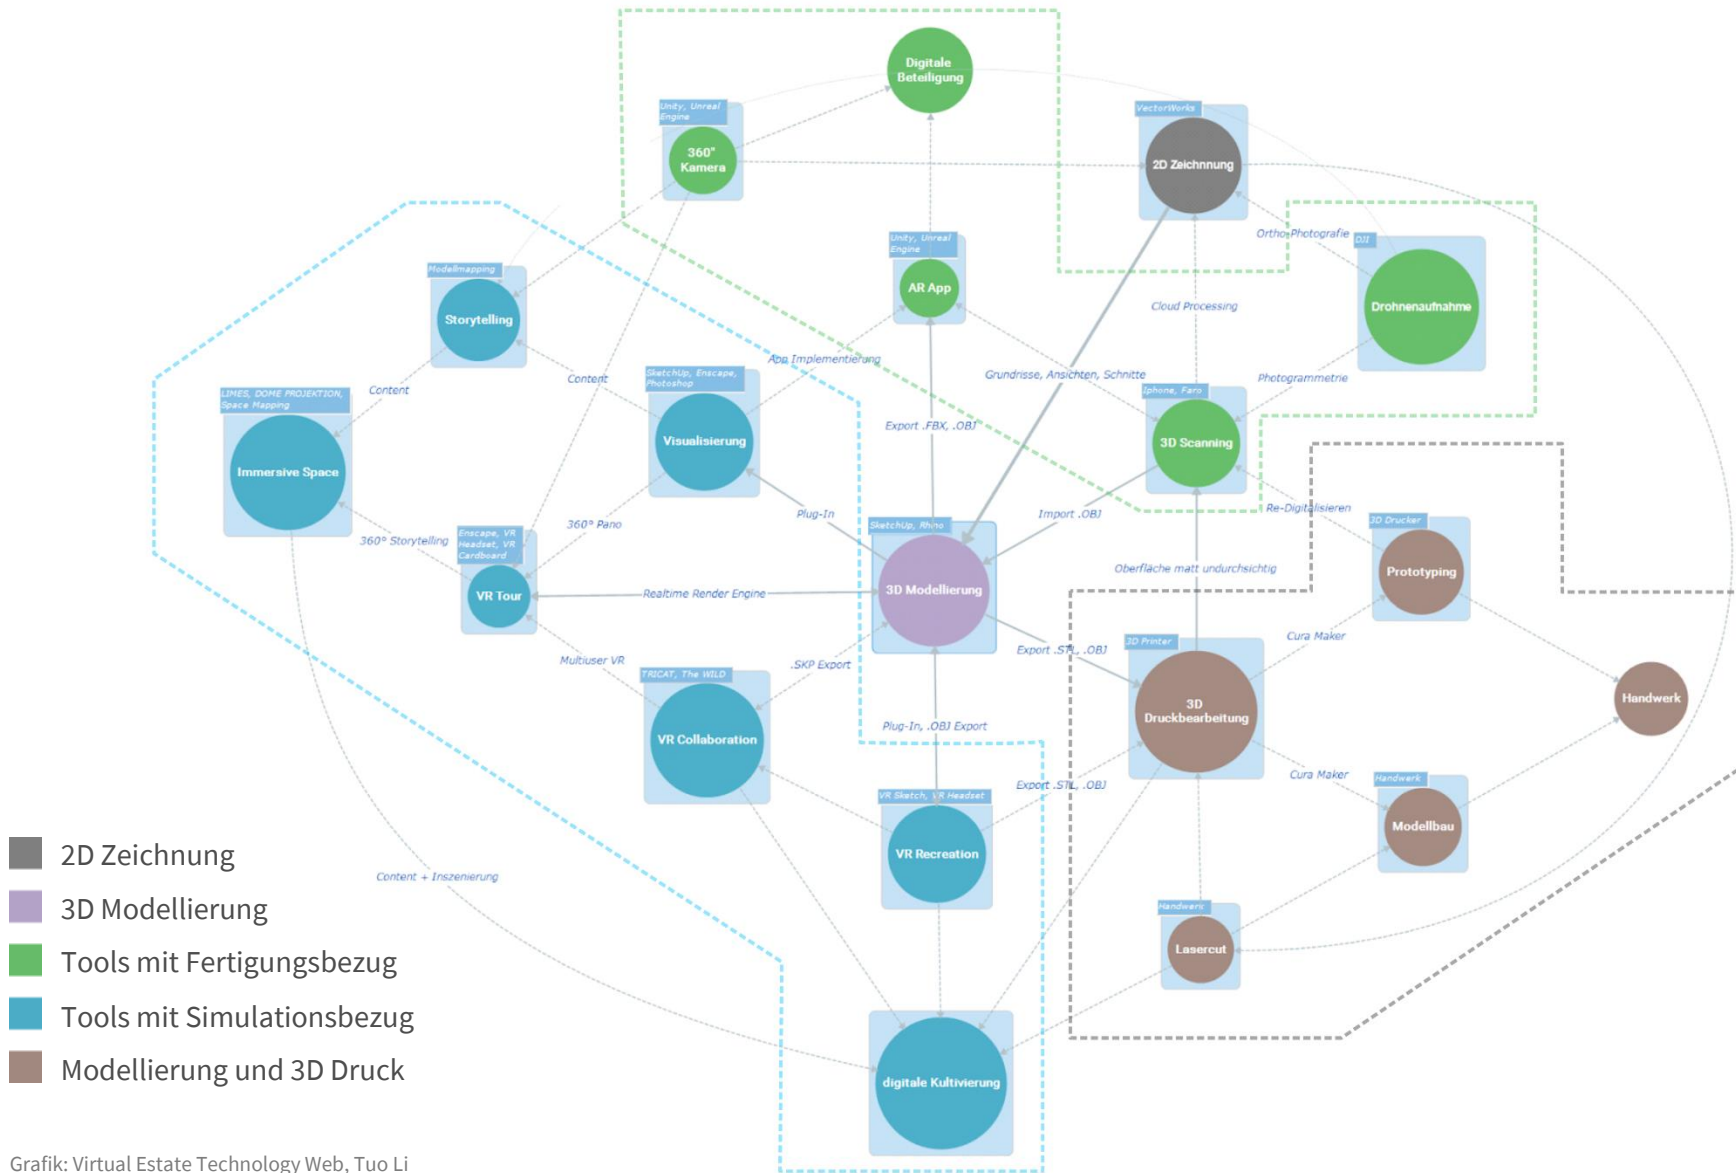 Digitale
Beteiligung
Unity, Unreal
Engine
360°
Kamera
VectorWorks
2D Zeichnnung
Ortho-Photografie
DJI
Drohnenaufnahme
Unity, Unreal
Engine
AR App
Modellmapping
Storytelling
Cloud Processing
App Implementierung
Grundrisse, Ansichten, Schnitte
Photogrammetrie
Content
Content
SketchUp, Enscape,
Photoshop
Visualisierung
LIMES, DOME PROJEKTION,
Space Mapping
Immersive Space
Iphone, Faro
3D Scanning
Export .FBX, .OBJ
Plug-In
Import .OBJ
Re-Digitalisieren
360° Pano
360° Storytelling
Enscape, VR
Headset, VR
Cardboard
VR Tour
SketchUp, Rhino
3D Modellierung
Realtime Render Engine
Oberfläche matt undurchsichtig
3D Drucker
Prototyping
Cura Maker
Multiuser VR
.SKP Export
Export .STL, .OBJ
3D Printer
3D
Druckbearbeitung
Handwerk
TRICAT, The WILD
VR Collaboration
Plug-In, .OBJ Export
Export .STL, .OBJ
Cura Maker
Handwerk
Modellbau
VR Sketch, VR Headset
VR Recreation
Content + Inszenierung
Handwerk
Lasercut
digitale Kultivierung
2D Zeichnung
3D Modellierung
Tools mit Fertigungsbezug
Tools mit Simulationsbezug
Modellierung und 3D Druck
Grafik: Virtual Estate Technology Web, Tuo Li